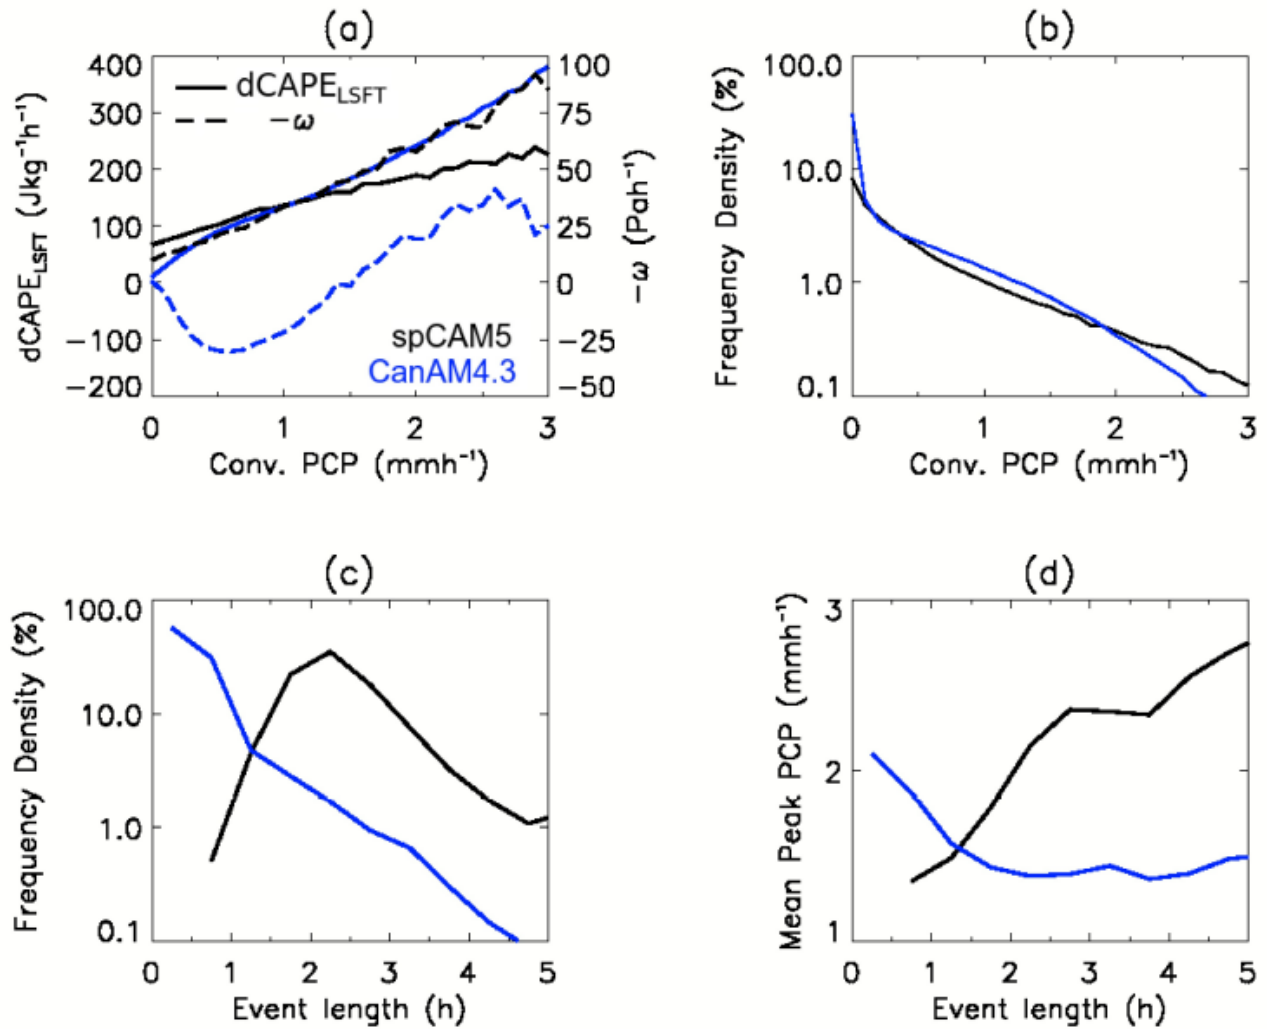 (a)
dCAPE_LSFT (Jkg⁻¹h⁻¹)
400
300
200
100
0
−100
−200
dCAPE_LSFT
−ω
spCAM5
CanAM4.3
100
75
50
25
0
−25
−50
−ω (Pah⁻¹)
0 1 2 3
Conv. PCP (mmh⁻¹)
(b)
Frequency Density (%)
100.0
10.0
1.0
0.1
0 1 2 3
Conv. PCP (mmh⁻¹)
(c)
Frequency Density (%)
100.0
10.0
1.0
0.1
0 1 2 3 4 5
Event length (h)
(d)
Mean Peak PCP (mmh⁻¹)
3
2
1
0 1 2 3 4 5
Event length (h)